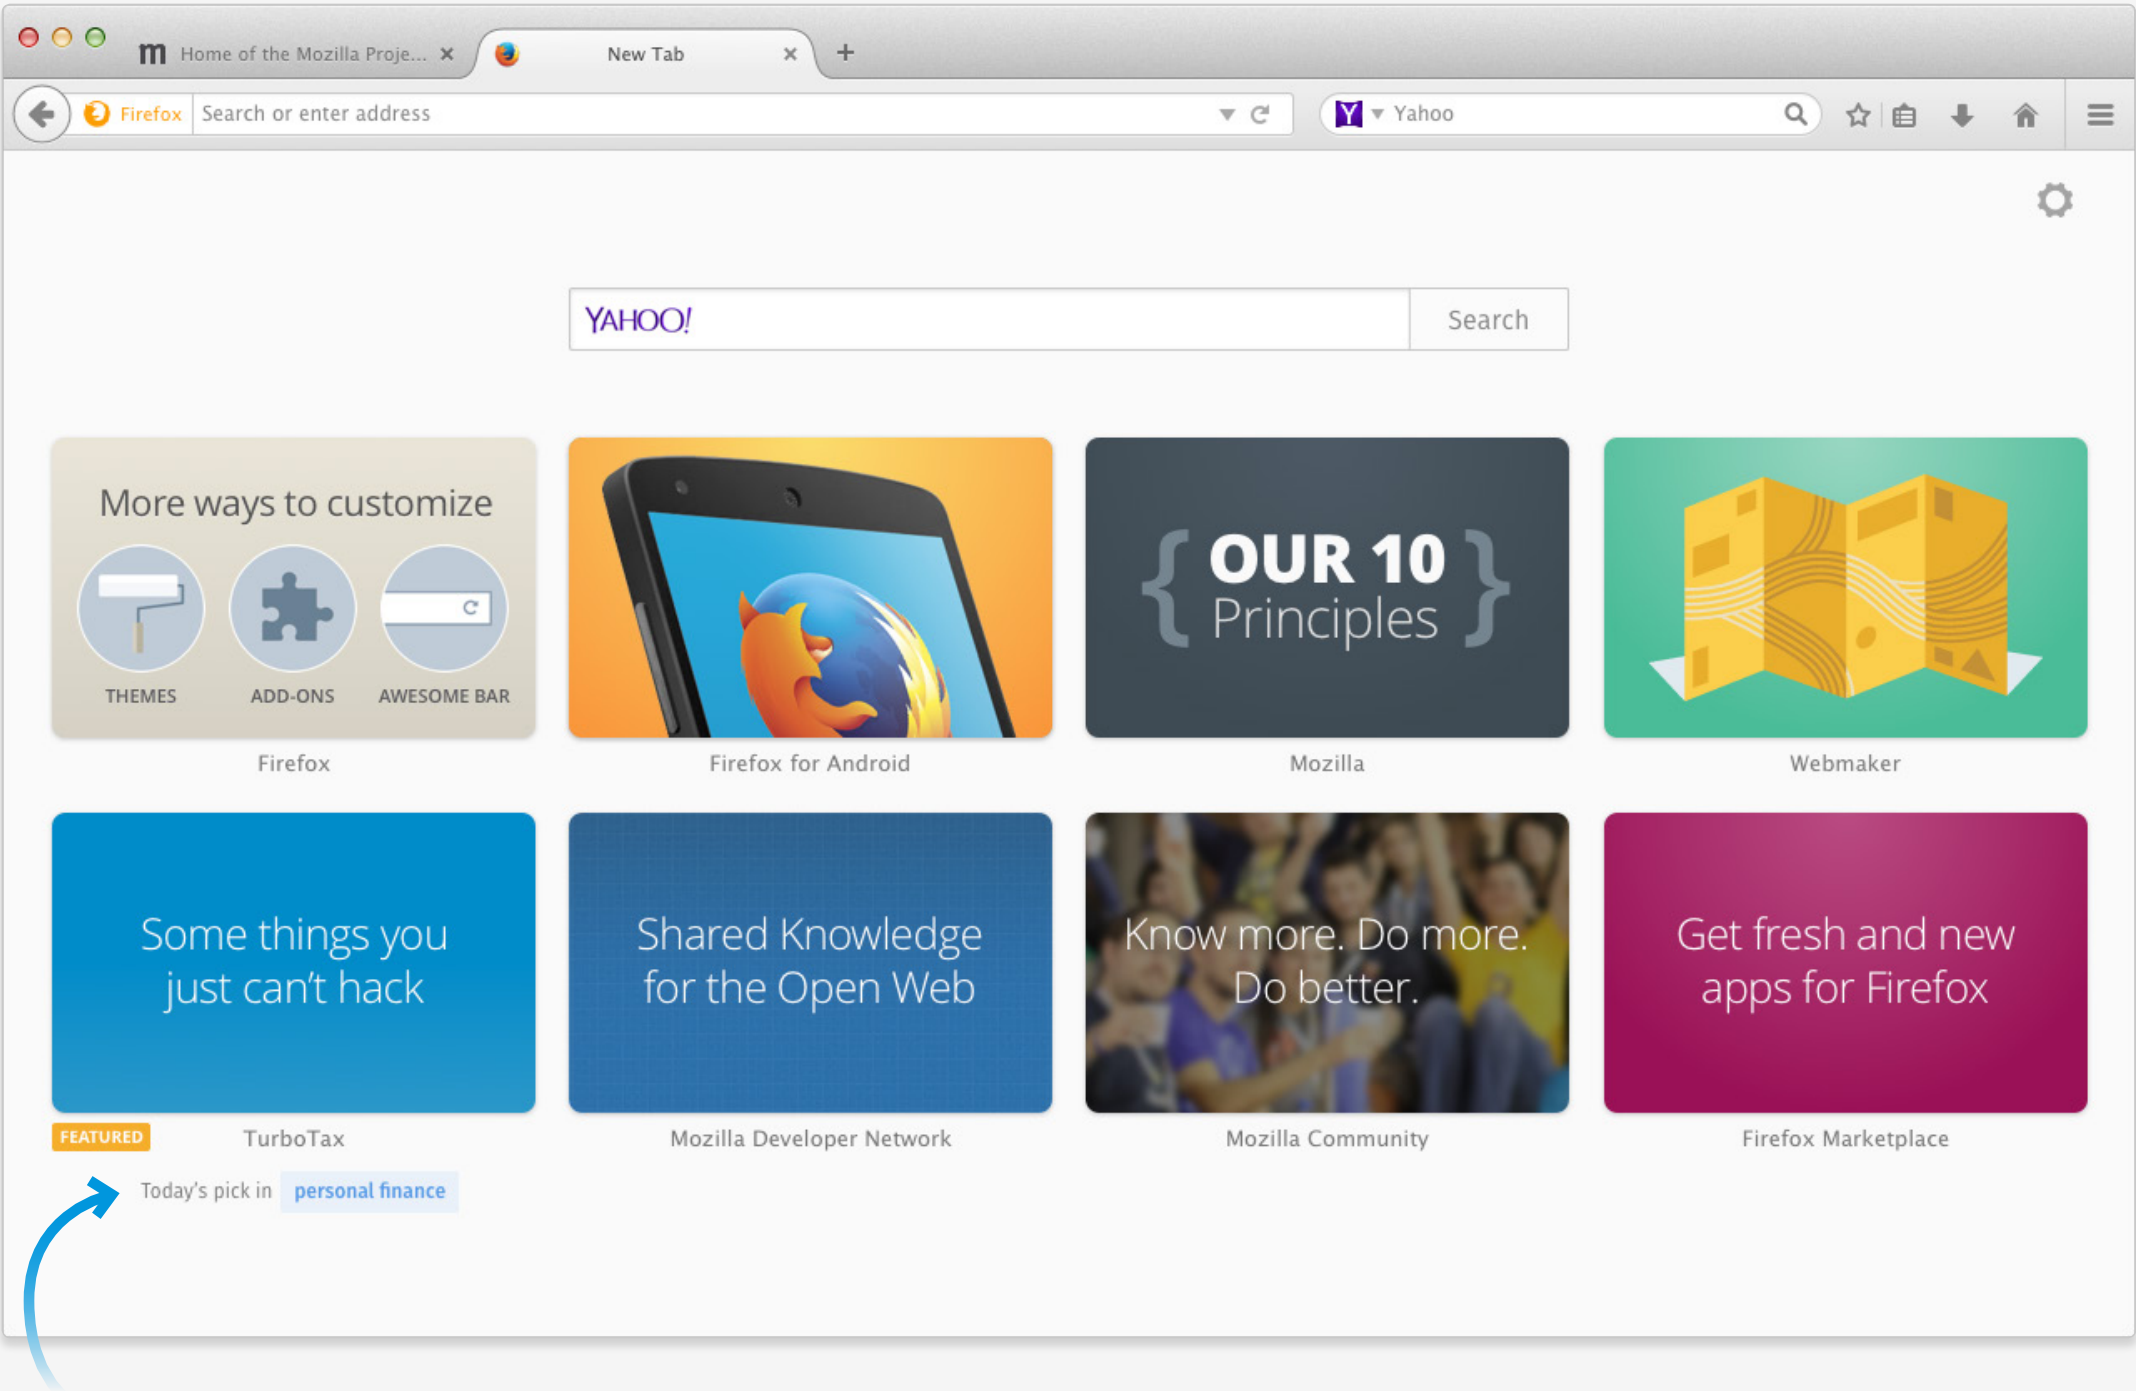 m Home of the Mozilla Proje...
New Tab
Firefox
Search or enter address
Y Yahoo
YAHOO!
Search
More ways to customize
THEMES
ADD-ONS
AWESOME BAR
Firefox
Firefox for Android
{ OUR 10
Principles }
Mozilla
Webmaker
Some things you
just can't hack
FEATURED
TurboTax
Today's pick in personal finance
Shared Knowledge
for the Open Web
Mozilla Developer Network
Know more. Do more.
Do better.
Mozilla Community
Get fresh and new
apps for Firefox
Firefox Marketplace